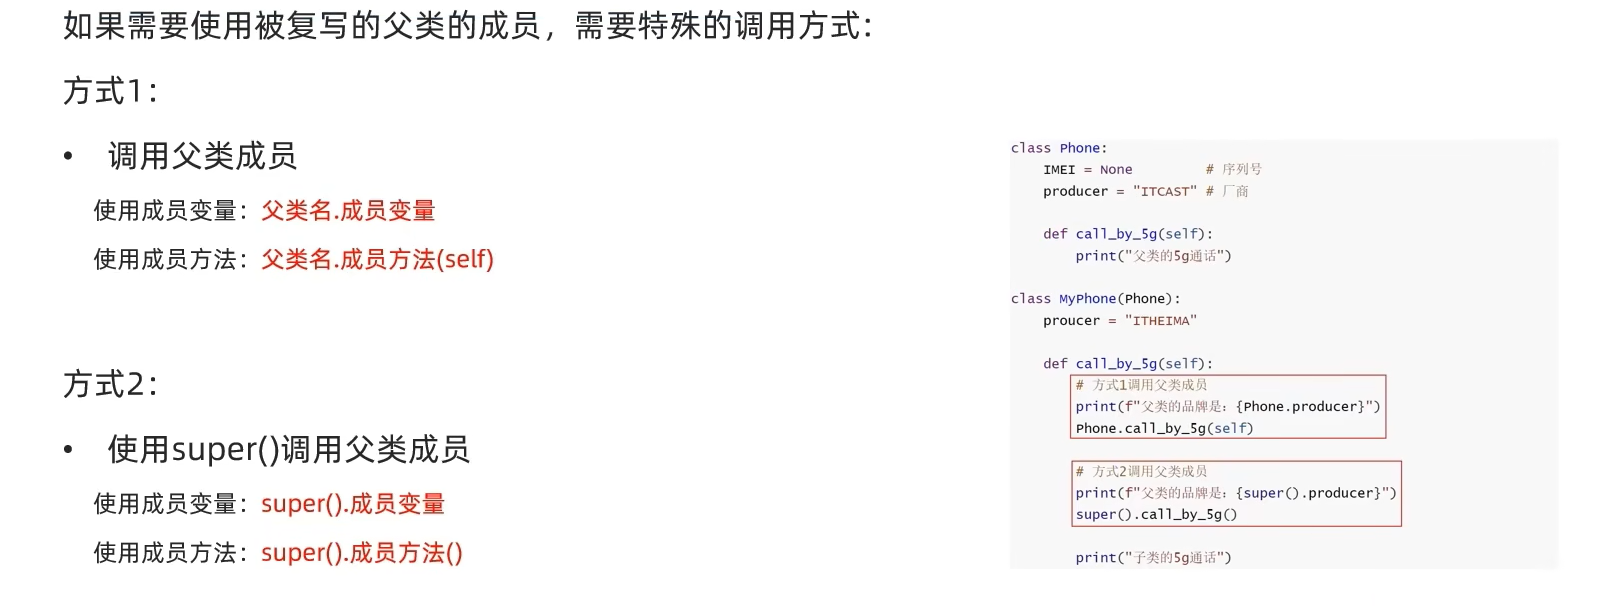 如果需要使用被复写的父类的成员，需要特殊的调用方式：
方式1：
• 调用父类成员
使用成员变量：父类名.成员变量
使用成员方法：父类名.成员方法(self)
方式2：
• 使用super()调用父类成员
使用成员变量：super().成员变量
使用成员方法：super().成员方法()
class Phone:
    IMEI = None         # 序列号
    producer = "ITCAST" # 厂商
    def call_by_5g(self):
        print("父类的5g通话")
class MyPhone(Phone):
    proucer = "ITHEIMA"
    def call_by_5g(self):
        # 方式1调用父类成员
        print(f"父类的品牌是：{Phone.producer}")
        Phone.call_by_5g(self)
        # 方式2调用父类成员
        print(f"父类的品牌是：{super().producer}")
        super().call_by_5g()
        print("子类的5g通话")